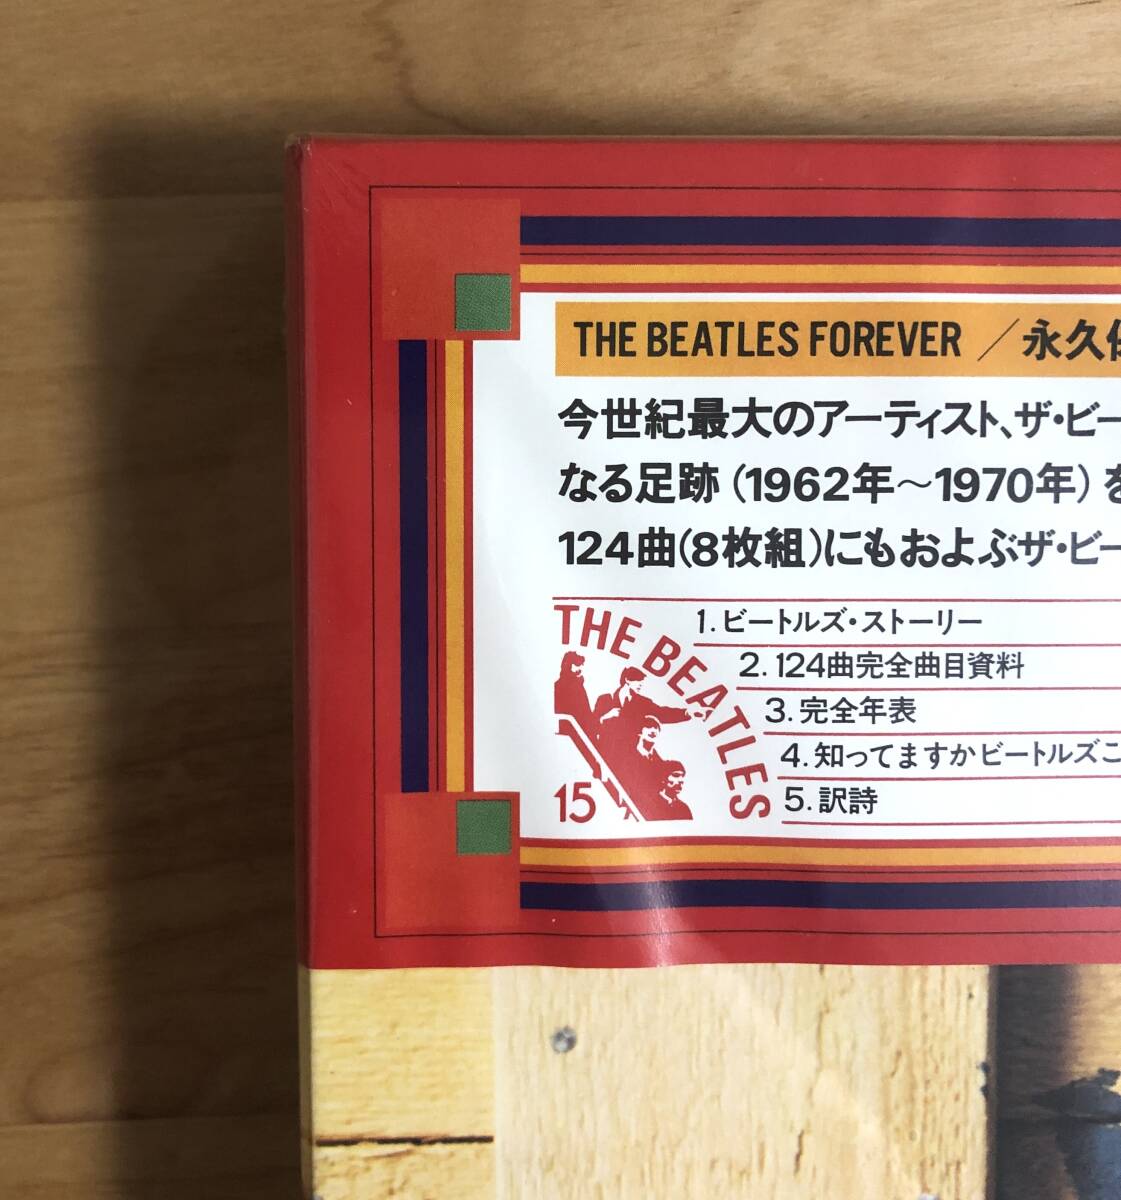 THE BEATLES FOREVER ／永久保
今世紀最大のアーティスト、ザ・ビー
なる足跡(1962年〜1970年)を
124曲(8枚組)にもおよぶザ・ビー
THE BEATLES
15
1.ビートルズ・ストーリー
2.124曲完全曲目資料
3.完全年表
4.知ってますかビートルズこ
5.訳詩